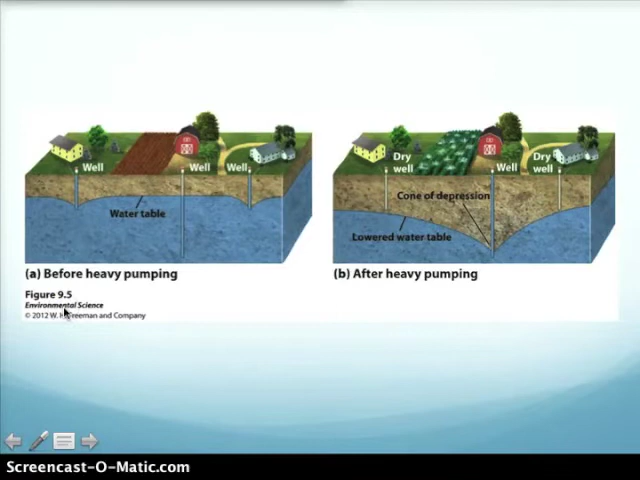 Well
Well
Well
Water table
(a) Before heavy pumping
Dry
well
Well
Dry
well
Cone of depression
Lowered water table
(b) After heavy pumping
Figure 9.5
Environmental Science
© 2012 W. H. Freeman and Company
Screencast-O-Matic.com